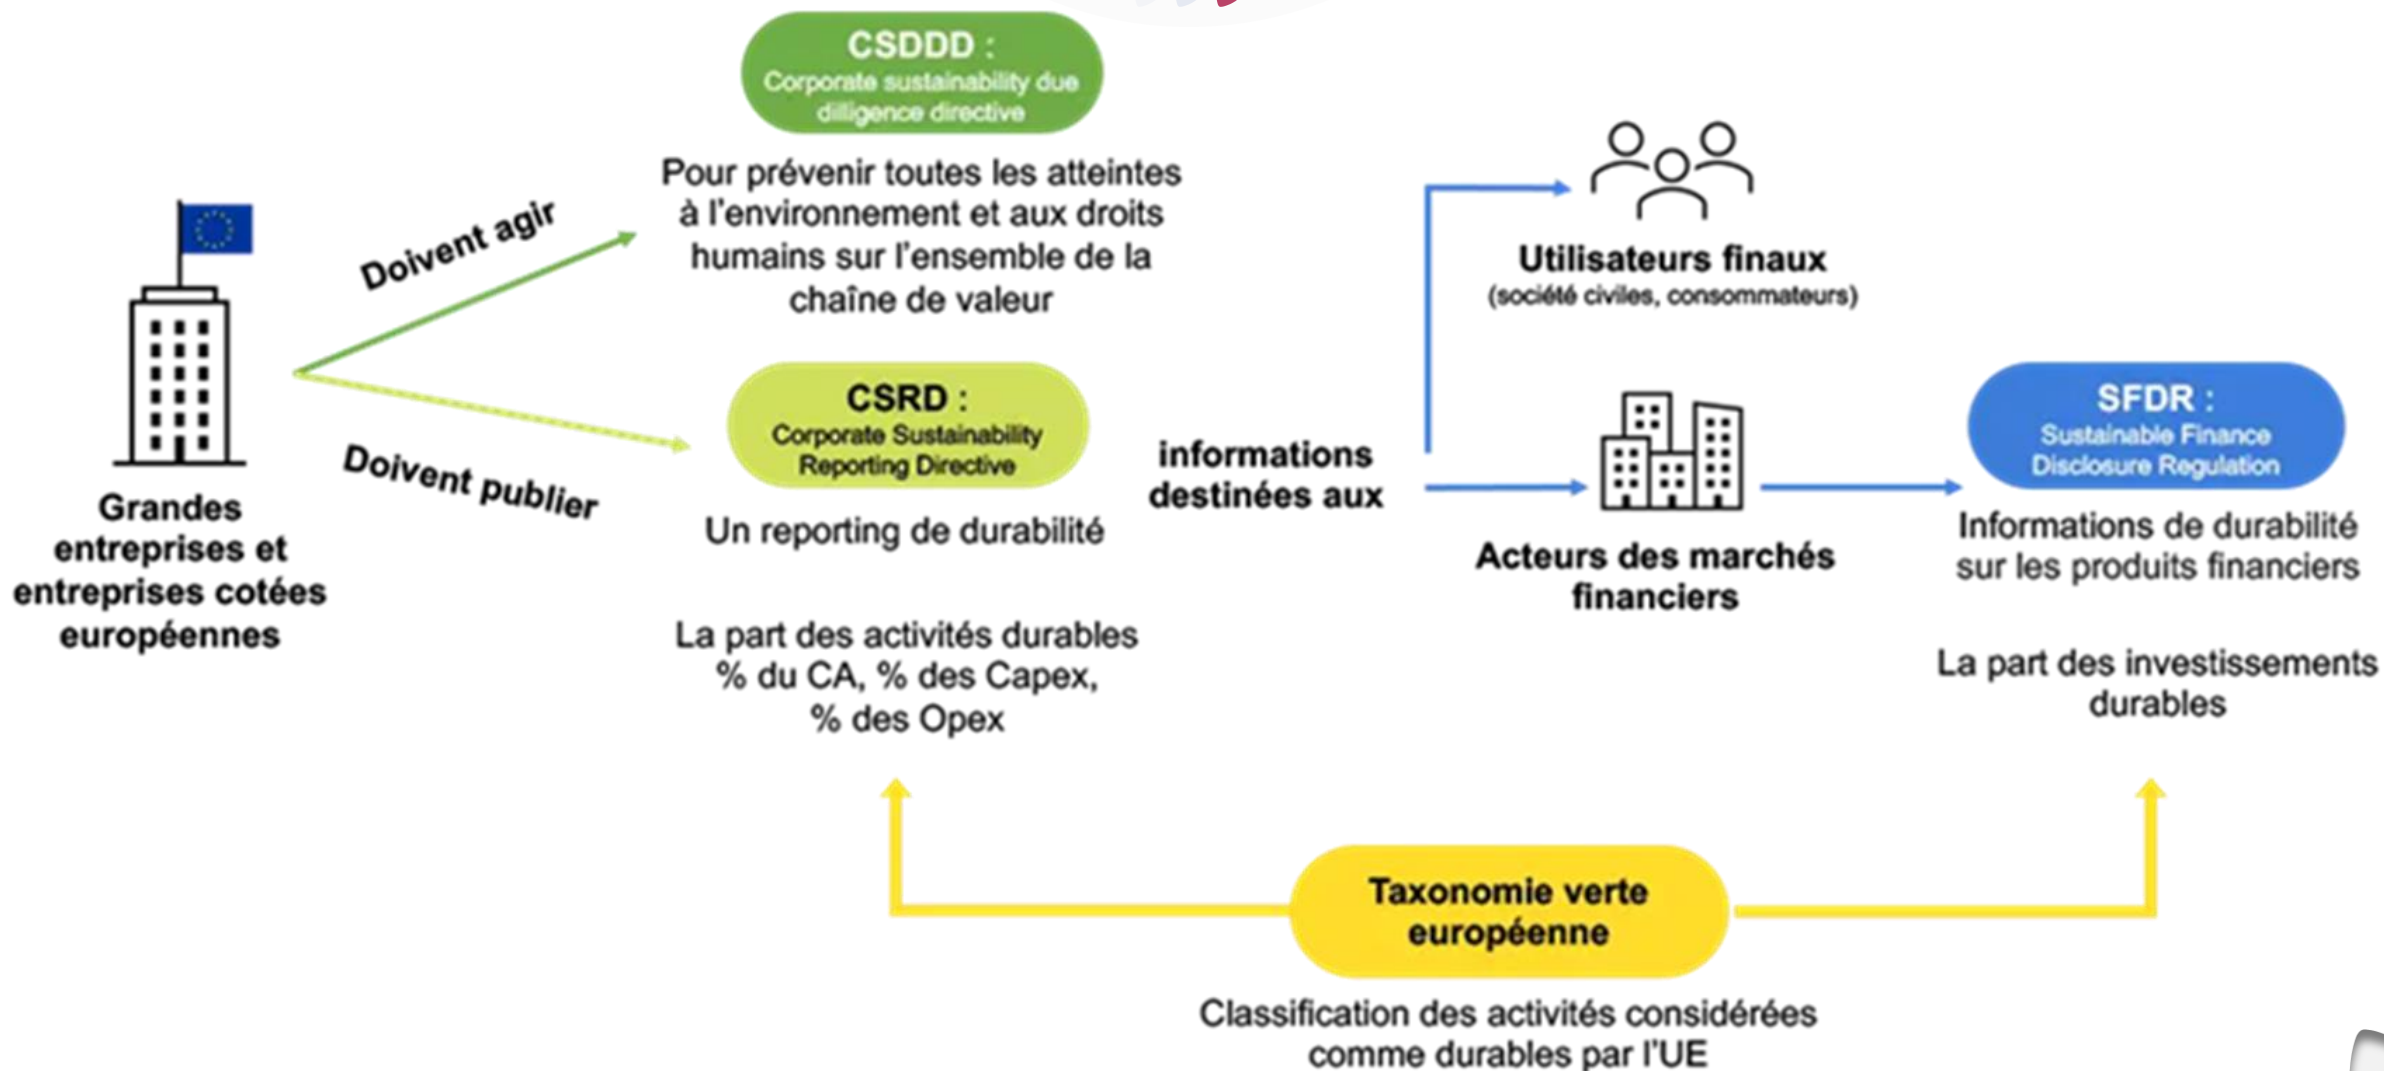 CSDDD :
Corporate sustainability due
dilligence directive
Pour prévenir toutes les atteintes
à l'environnement et aux droits
humains sur l'ensemble de la
chaîne de valeur
Doivent agir
Doivent publier
Grandes
entreprises et
entreprises cotées
européennes
CSRD :
Corporate Sustainability
Reporting Directive
Un reporting de durabilité
La part des activités durables
% du CA, % des Capex,
% des Opex
informations
destinées aux
Utilisateurs finaux
(société civiles, consommateurs)
Acteurs des marchés
financiers
SFDR :
Sustainable Finance
Disclosure Regulation
Informations de durabilité
sur les produits financiers
La part des investissements
durables
Taxonomie verte
européenne
Classification des activités considérées
comme durables par l'UE